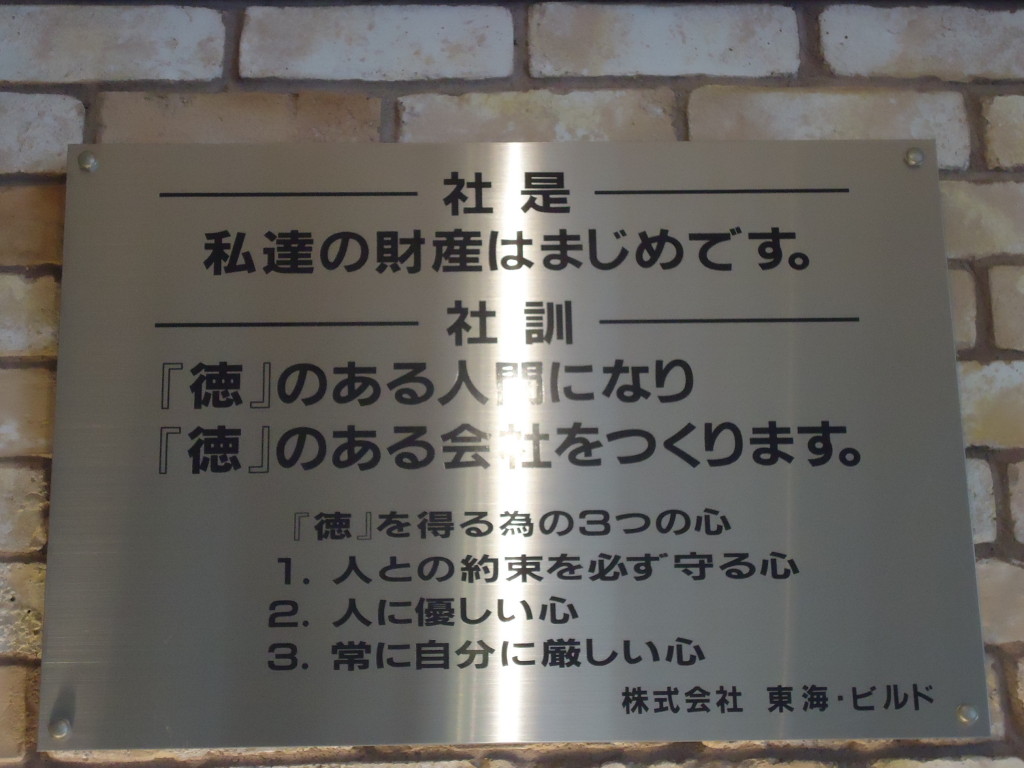 社是
私達の財産はまじめです。
社訓
『徳』のある人間になり
『徳』のある会社をつくります。
『徳』を得る為の3つの心
1. 人との約束を必ず守る心
2. 人に優しい心
3. 常に自分に厳しい心
株式会社 東海・ビルド